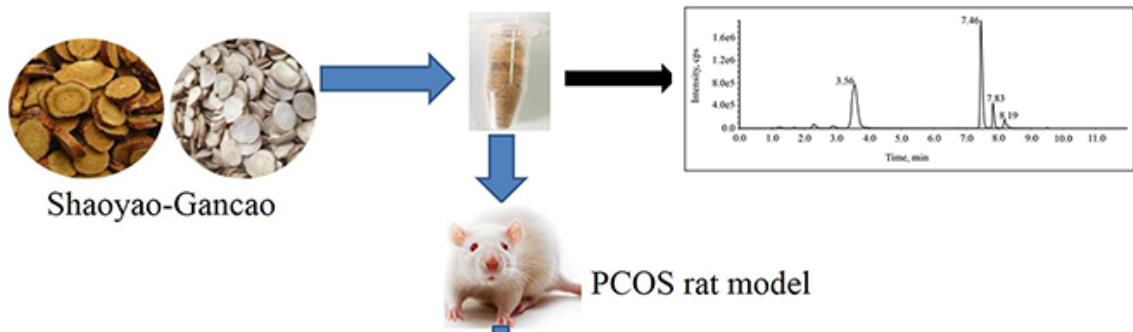 Shaoyao-Gancao
PCOS rat model
Intensity, cps
1.6e6
1.2e6
8.0e5
4.0e5
0.0
3.56
7.46
7.83
8.19
0.0 1.0 2.0 3.0 4.0 5.0 6.0 7.0 8.0 9.0 10.0 11.0
Time, min